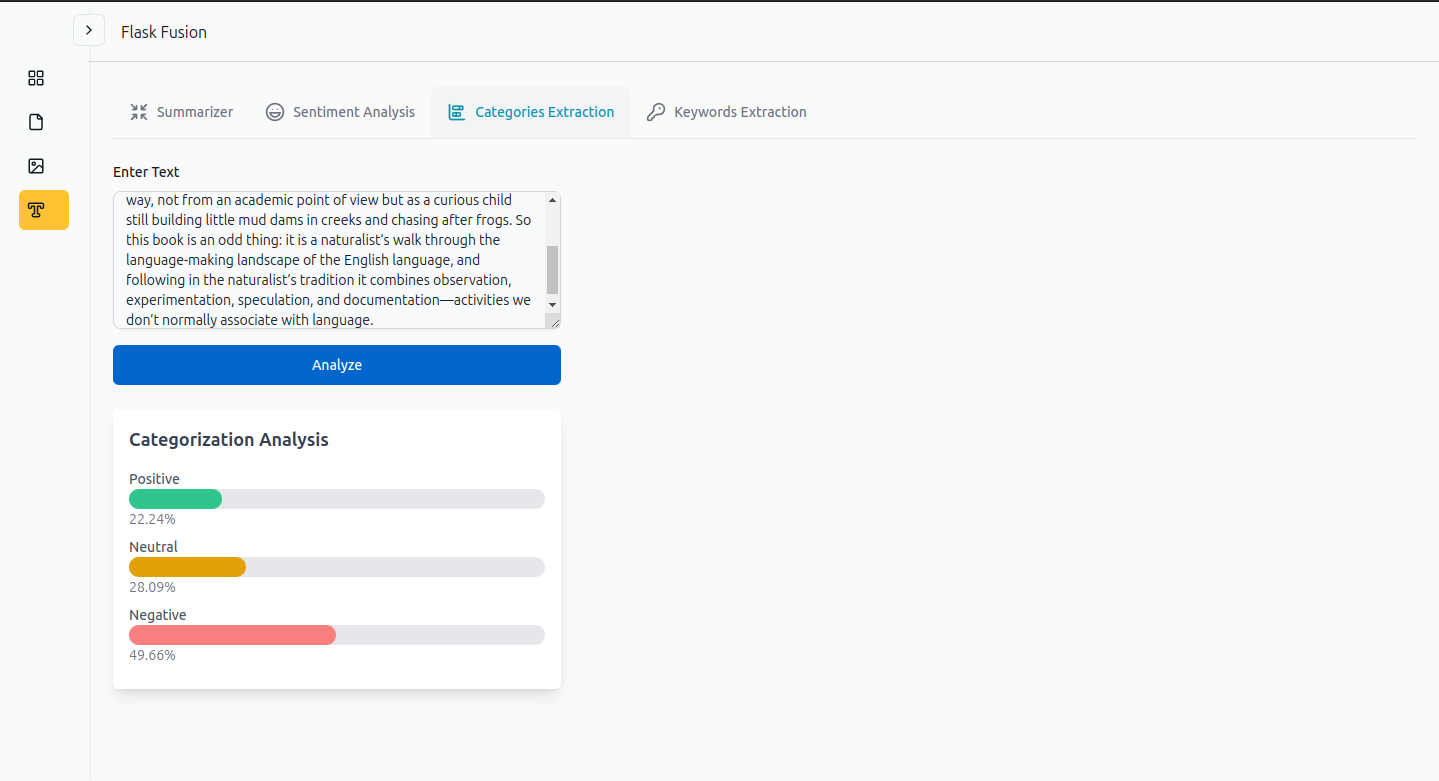 Flask Fusion
Summarizer
Sentiment Analysis
Categories Extraction
Keywords Extraction
Enter Text
way, not from an academic point of view but as a curious child
still building little mud dams in creeks and chasing after frogs. So
this book is an odd thing: it is a naturalist’s walk through the
language-making landscape of the English language, and
following in the naturalist’s tradition it combines observation,
experimentation, speculation, and documentation—activities we
don’t normally associate with language.
Analyze
Categorization Analysis
Positive
22.24%
Neutral
28.09%
Negative
49.66%